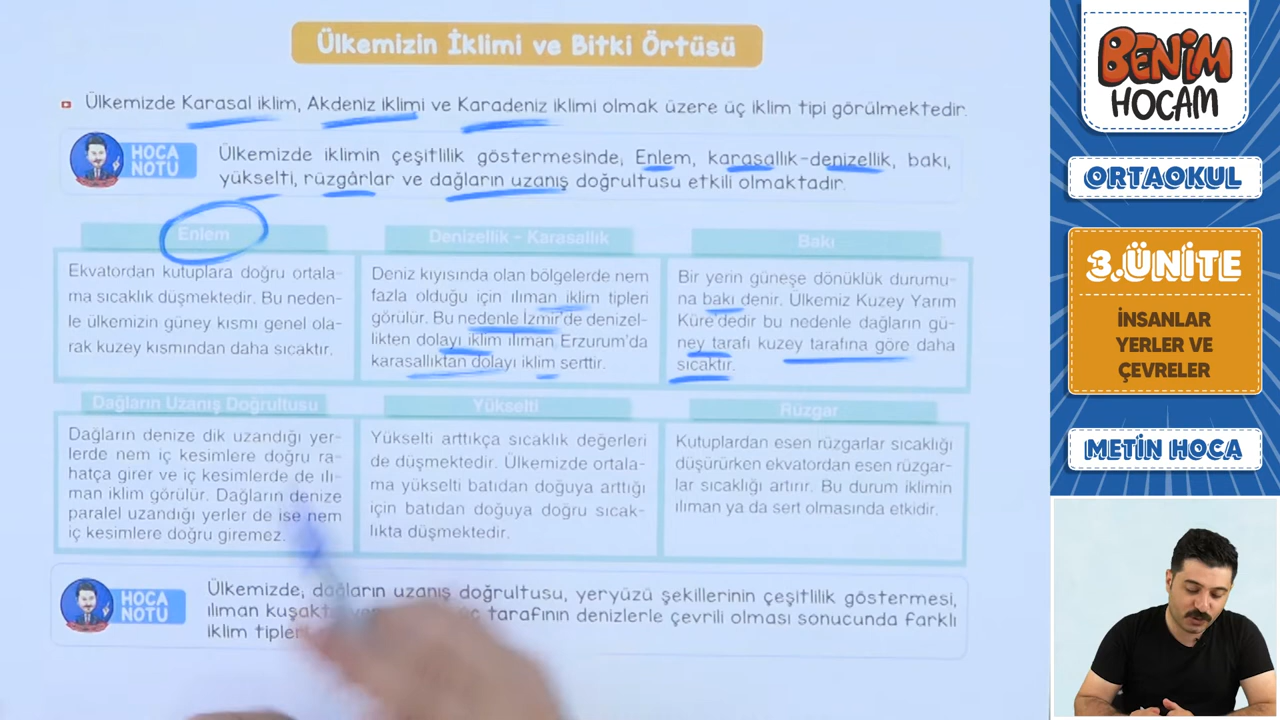 Ülkemizin İklimi ve Bitki Örtüsü
Ülkemizde Karasal iklim, Akdeniz iklimi ve Karadeniz iklimi olmak üzere üç iklim tipi görülmektedir.
HOCA
NOTU
Ülkemizde iklimin çeşitlilik göstermesinde, Enlem, karasallık-denizellik, bakı,
yükselti, rüzgârlar ve dağların uzanış doğrultusu etkili olmaktadır.
Enlem
Ekvatordan kutuplara doğru ortala-
ma sıcaklık düşmektedir. Bu neden-
le ülkemizin güney kısmı genel ola-
rak kuzey kısmından daha sıcaktır.
Denizellik - Karasallık
Deniz kıyısında olan bölgelerde nem
fazla olduğu için ılıman iklim tipleri
görülür. Bu nedenle İzmir'de denizel-
likten dolayı iklim ılıman Erzurum'da
karasallıktan dolayı iklim serttir.
Bakı
Bir yerin güneşe dönüklük durumu-
na bakı denir. Ülkemiz Kuzey Yarım
Küre'dedir bu nedenle dağların gü-
ney tarafı kuzey tarafına göre daha
sıcaktır.
Dağların Uzanış Doğrultusu
Dağların denize dik uzandığı yer-
lerde nem iç kesimlere doğru ra-
hatça girer ve iç kesimlerde de ılı-
man iklim görülür. Dağların denize
paralel uzandığı yerler de ise nem
iç kesimlere doğru giremez.
Yükselti
Yükselti arttıkça sıcaklık değerleri
de düşmektedir. Ülkemizde ortala-
ma yükselti batıdan doğuya arttığı
için batıdan doğuya doğru sıcak-
lıkta düşmektedir.
Rüzgar
Kutuplardan esen rüzgarlar sıcaklığı
düşürürken ekvatordan esen rüzgar-
lar sıcaklığı artırır. Bu durum iklimin
ılıman ya da sert olmasında etkidir.
HOCA
NOTU
Ülkemizde, dağların uzanış doğrultusu, yeryüzü şekillerinin çeşitlilik göstermesi,
ılıman tarafının denizlerle çevrili olması sonucunda farklı
iklim
BENİM
HOCAM
ORTAOKUL
3.ÜNİTE
İNSANLAR
YERLER VE
ÇEVRELER
METİN HOCA